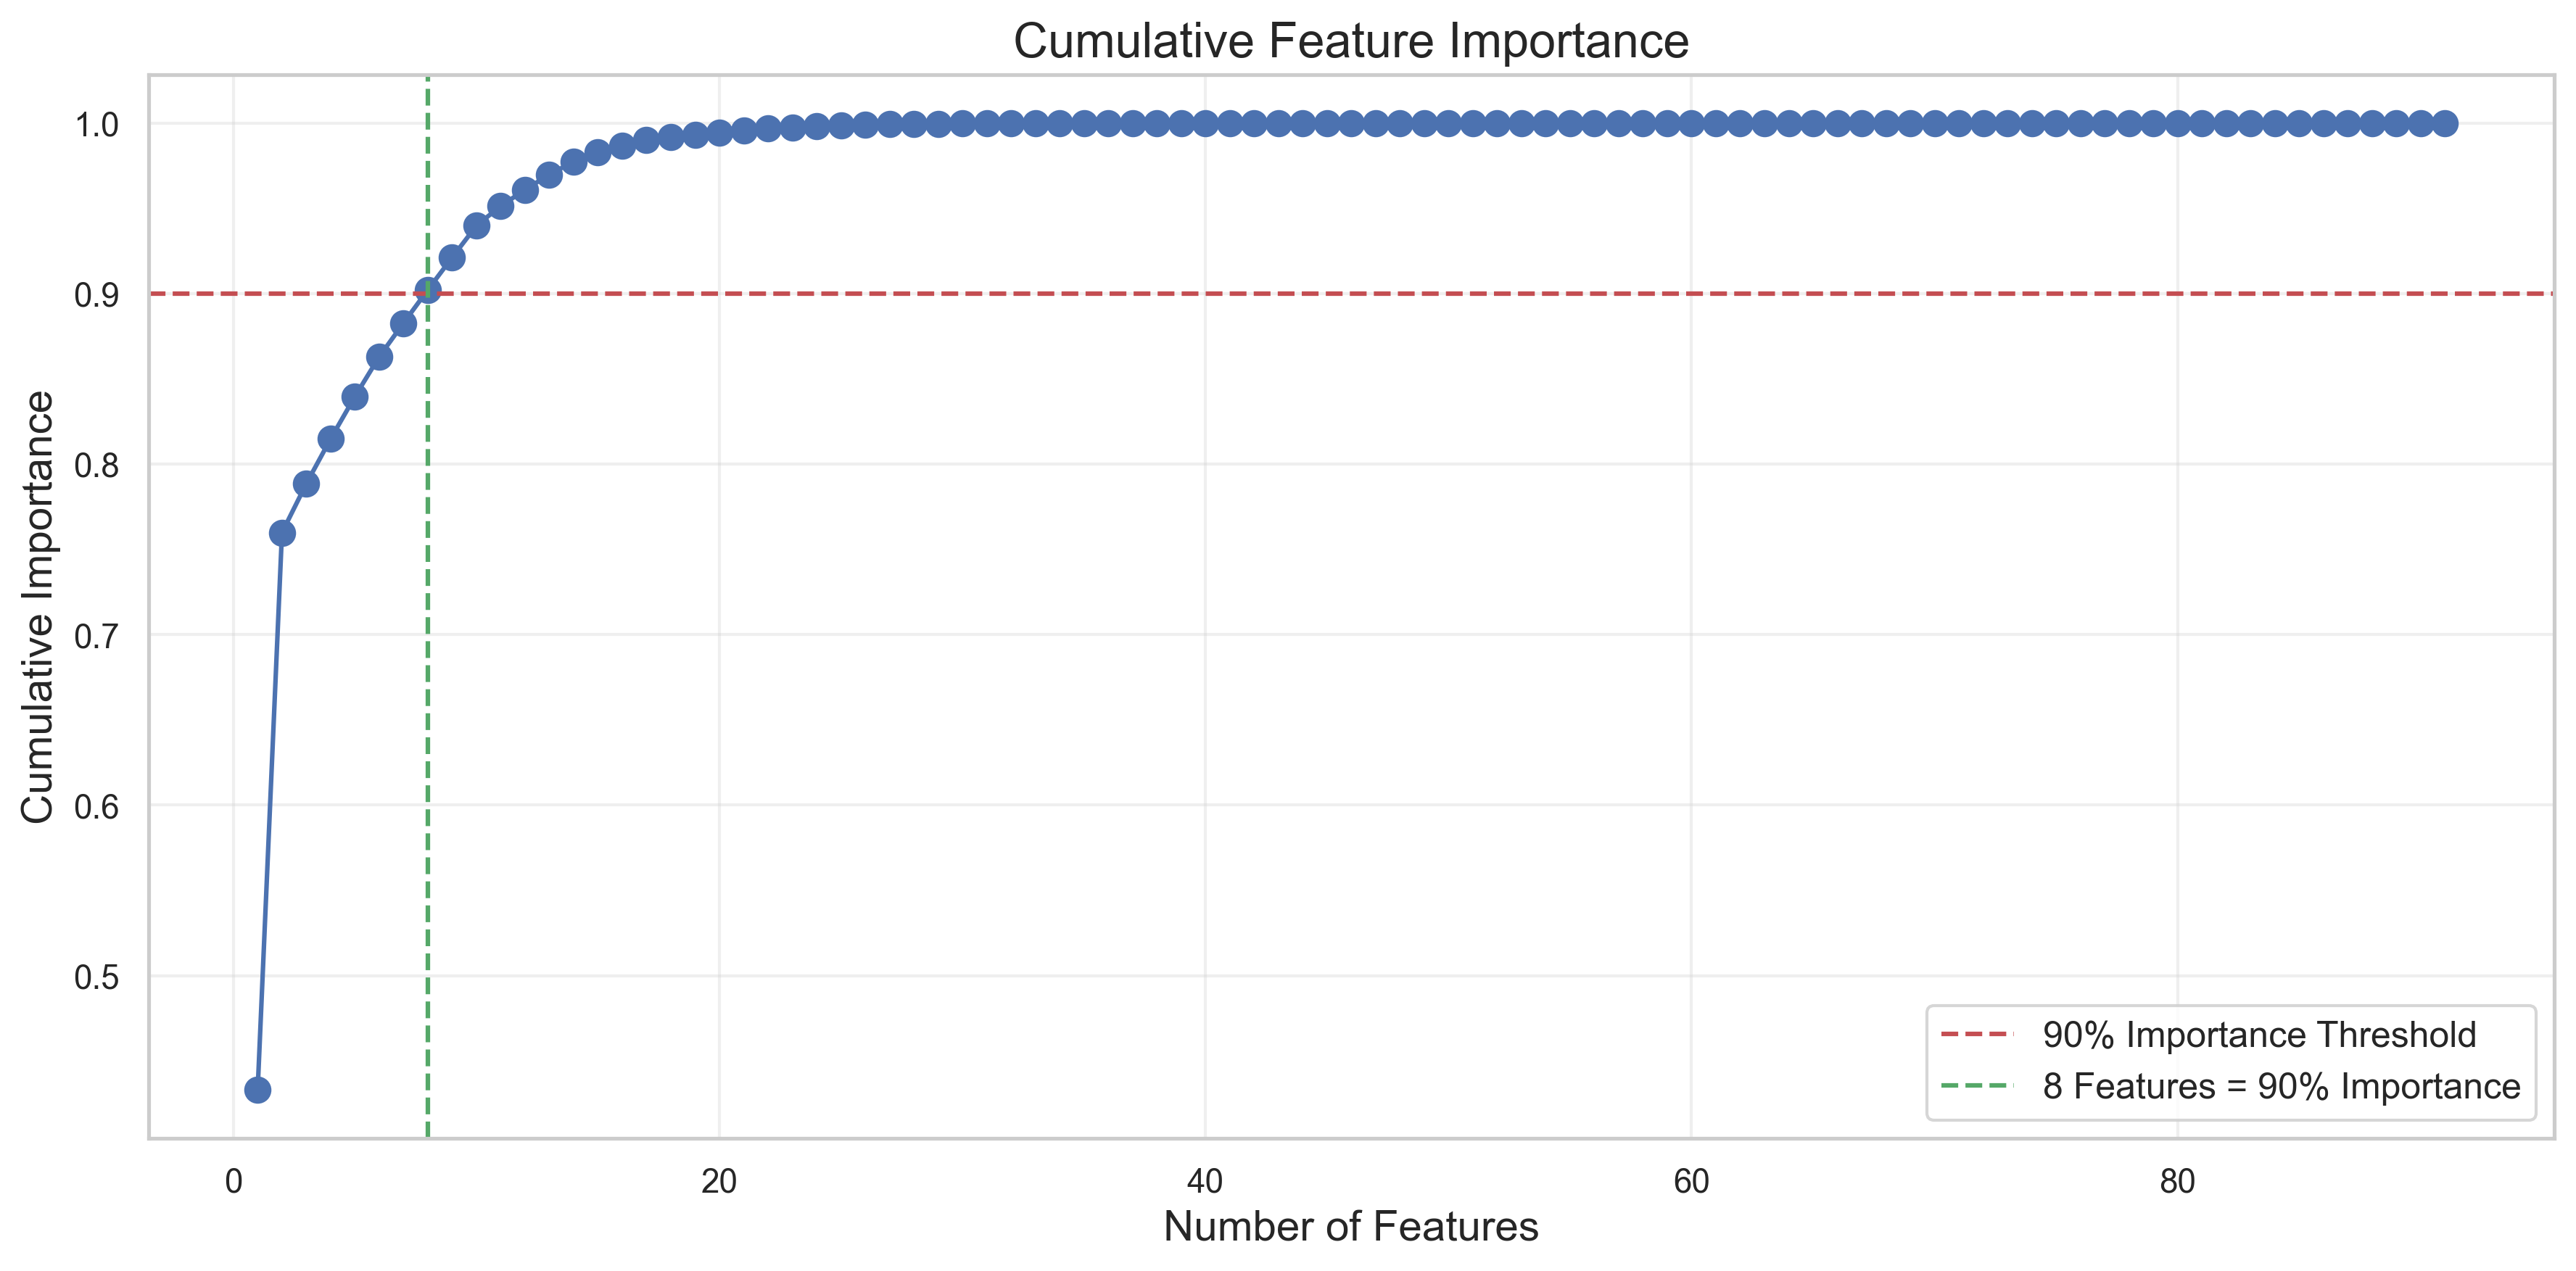 Cumulative Feature Importance
1.0
0.9
0.8
0.7
0.6
0.5
Cumulative Importance
0 20 40 60 80
Number of Features
90% Importance Threshold
8 Features = 90% Importance